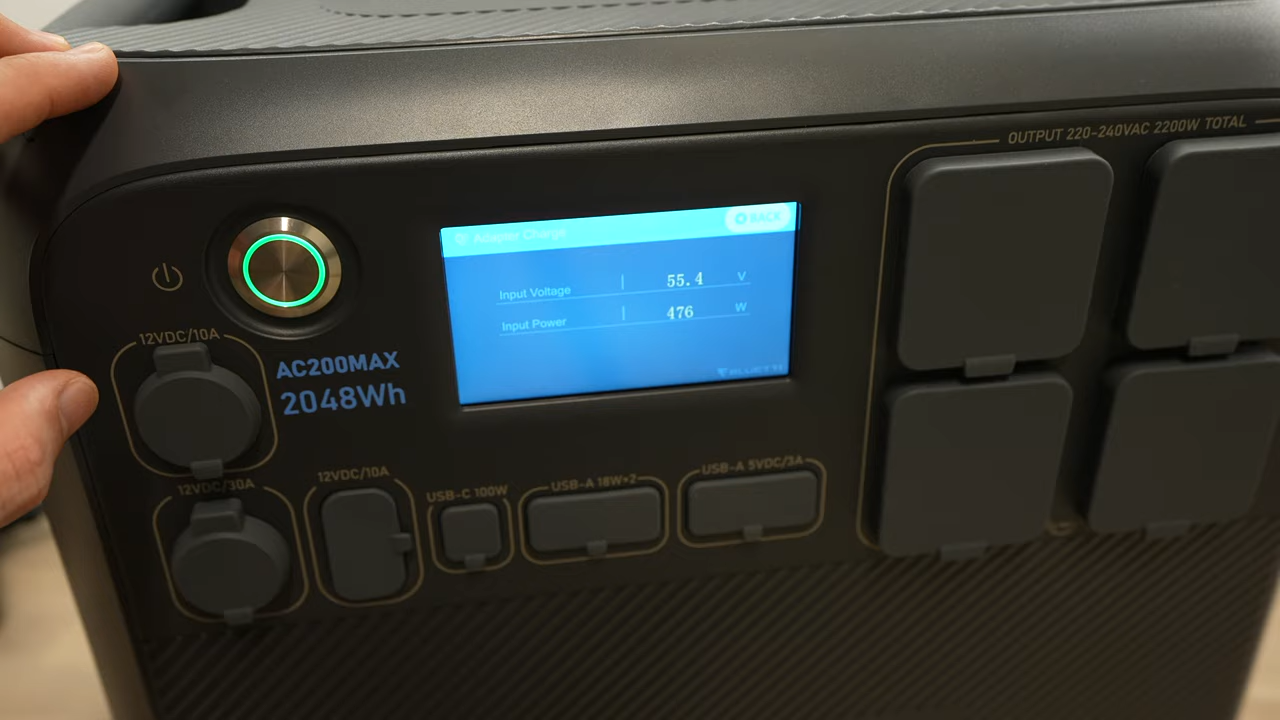 OUTPUT 220-240VAC 2200W TOTAL
BACK
Adapter Charge
Input Voltage | 55.4 V
Input Power | 476 W
BLUETTI
12VDC/10A
AC200MAX
2048Wh
12VDC/30A
12VDC/10A
USB-C 100W
USB-A 18W×2
USB-A 5VDC/3A